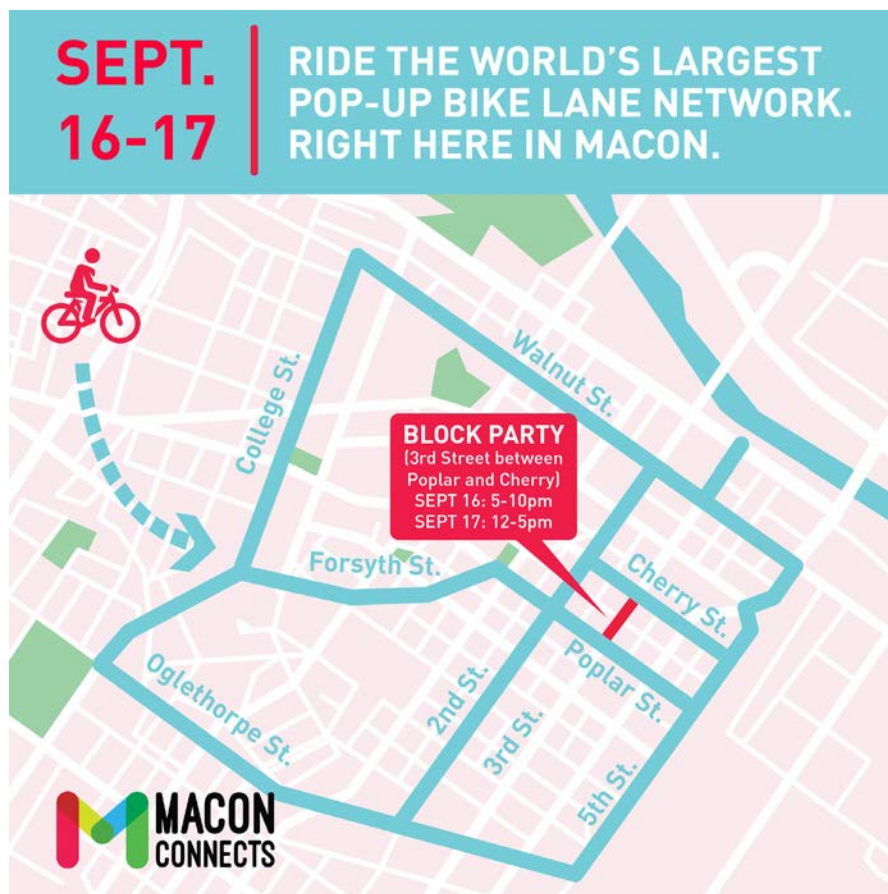 SEPT.
16-17
RIDE THE WORLD'S LARGEST
POP-UP BIKE LANE NETWORK.
RIGHT HERE IN MACON.
College St.
Walnut St.
BLOCK PARTY
(3rd Street between
Poplar and Cherry)
SEPT 16: 5-10pm
SEPT 17: 12-5pm
Forsyth St.
Cherry St.
Oglethorpe St.
2nd St.
3rd St.
Poplar St.
5th St.
MACON
CONNECTS